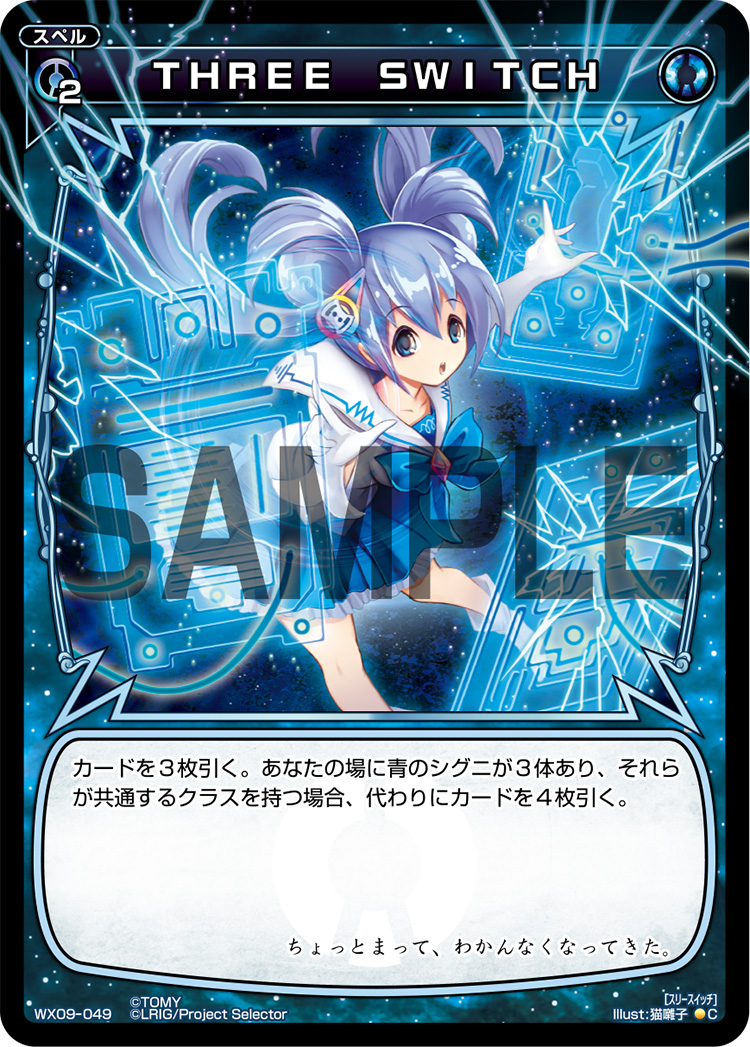 スペル
2
THREE SWITCH
SAMPLE
カードを３枚引く。あなたの場に青のシグニが３体あり、それら
が共通するクラスを持つ場合、代わりにカードを４枚引く。
ちょっとまって、わかんなくなってきた。
©TOMY
[スリースイッチ]
WX09-049 ©LRIG/Project Selector
Illust:猫囃子 C